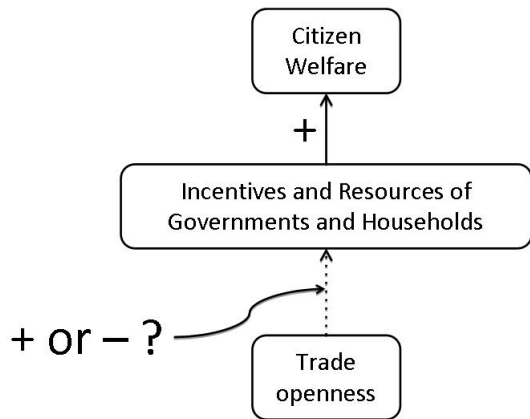 Citizen
Welfare
+
Incentives and Resources of
Governments and Households
+ or – ?
Trade
openness